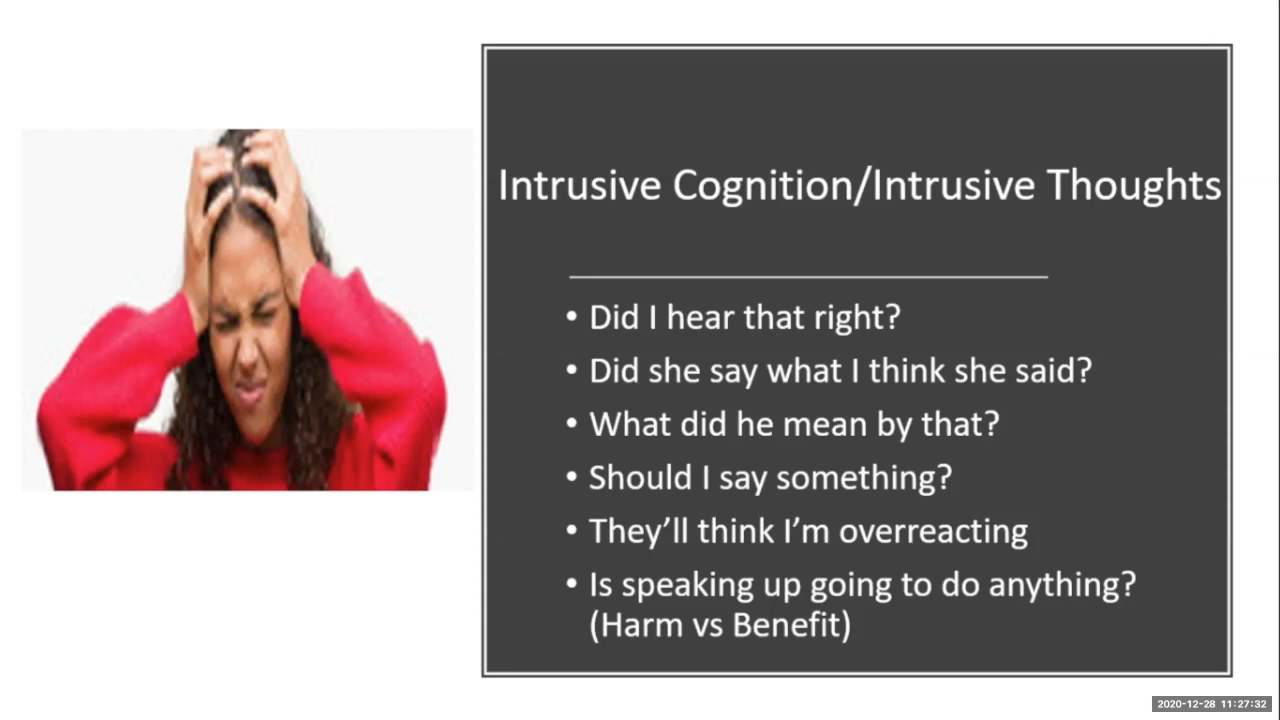 Intrusive Cognition/Intrusive Thoughts
• Did I hear that right?
• Did she say what I think she said?
• What did he mean by that?
• Should I say something?
• They’ll think I’m overreacting
• Is speaking up going to do anything?
(Harm vs Benefit)
2020-12-28 11:27:32